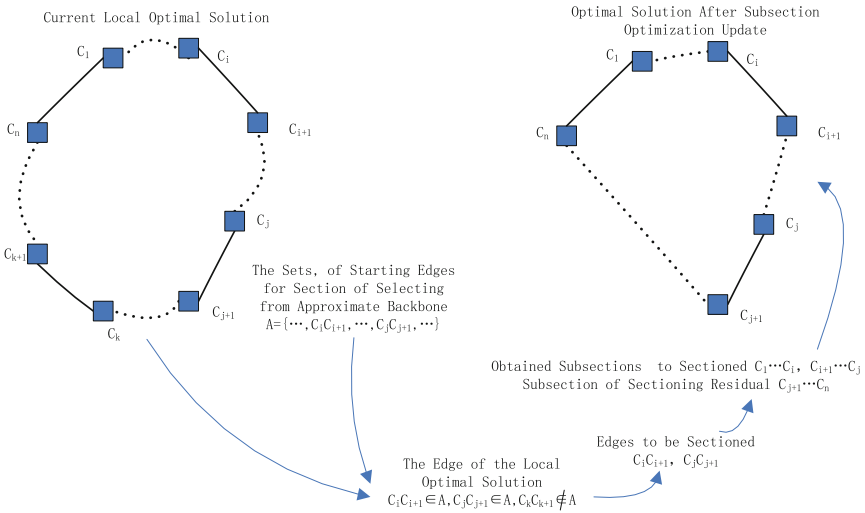 Current Local Optimal Solution
C1
Ci
Cn
Ci+1
Cj
Ck+1
Cj+1
Ck
The Sets, of Starting Edges
for Section of Selecting
from Approximate Backbone
A={⋯,CiCi+1,⋯,CjCj+1,⋯}
Optimal Solution After Subsection
Optimization Update
C1
Ci
Cn
Ci+1
Cj
Cj+1
Obtained Subsections to Sectioned C1⋯Ci, Ci+1⋯Cj
Subsection of Sectioning Residual Cj+1⋯Cn
Edges to be Sectioned
CiCi+1, CjCj+1
The Edge of the Local
Optimal Solution
CiCi+1∈A,CjCj+1∈A,CkCk+1∉A